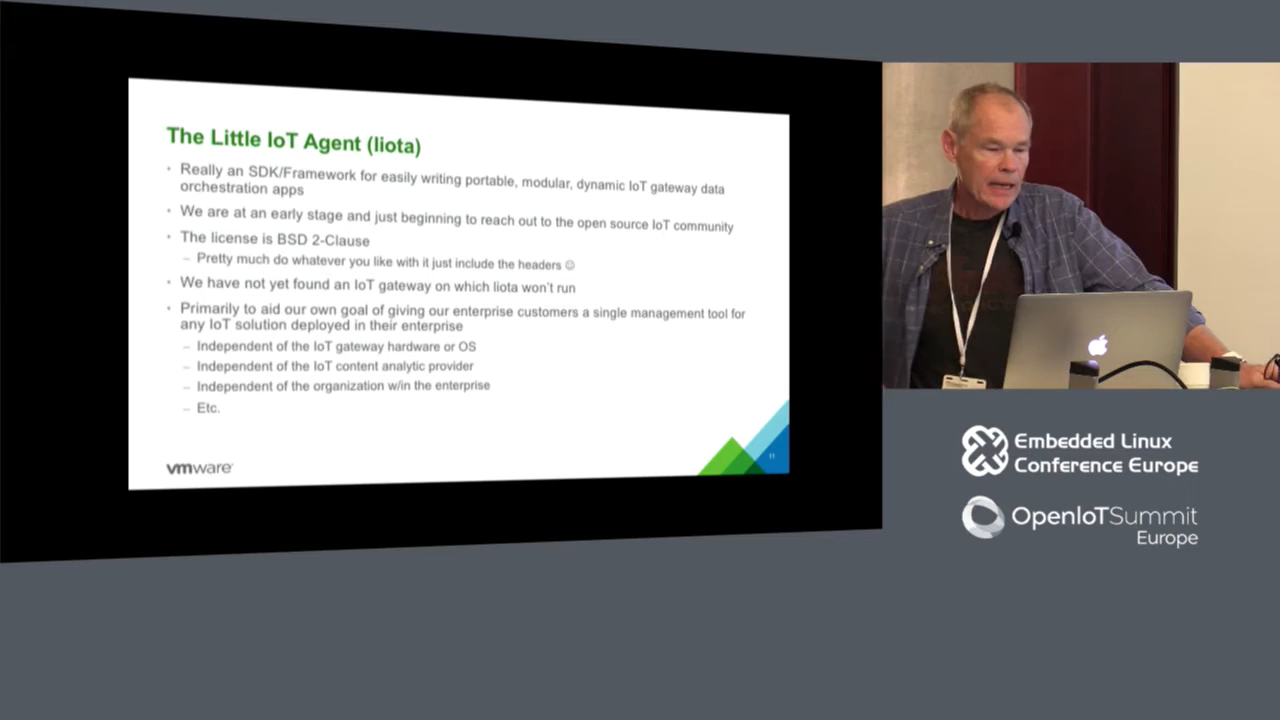 The Little IoT Agent (liota)
• Really an SDK/Framework for easily writing portable, modular, dynamic IoT gateway data
orchestration apps
• We are at an early stage and just beginning to reach out to the open source IoT community
• The license is BSD 2-Clause
– Pretty much do whatever you like with it just include the headers ☺
• We have not yet found an IoT gateway on which liota won't run
• Primarily to aid our own goal of giving our enterprise customers a single management tool for
any IoT solution deployed in their enterprise
– Independent of the IoT gateway hardware or OS
– Independent of the IoT content analytic provider
– Independent of the organization w/in the enterprise
– Etc.
vmware
11
Embedded Linux
Conference Europe
OpenIoTSummit
Europe